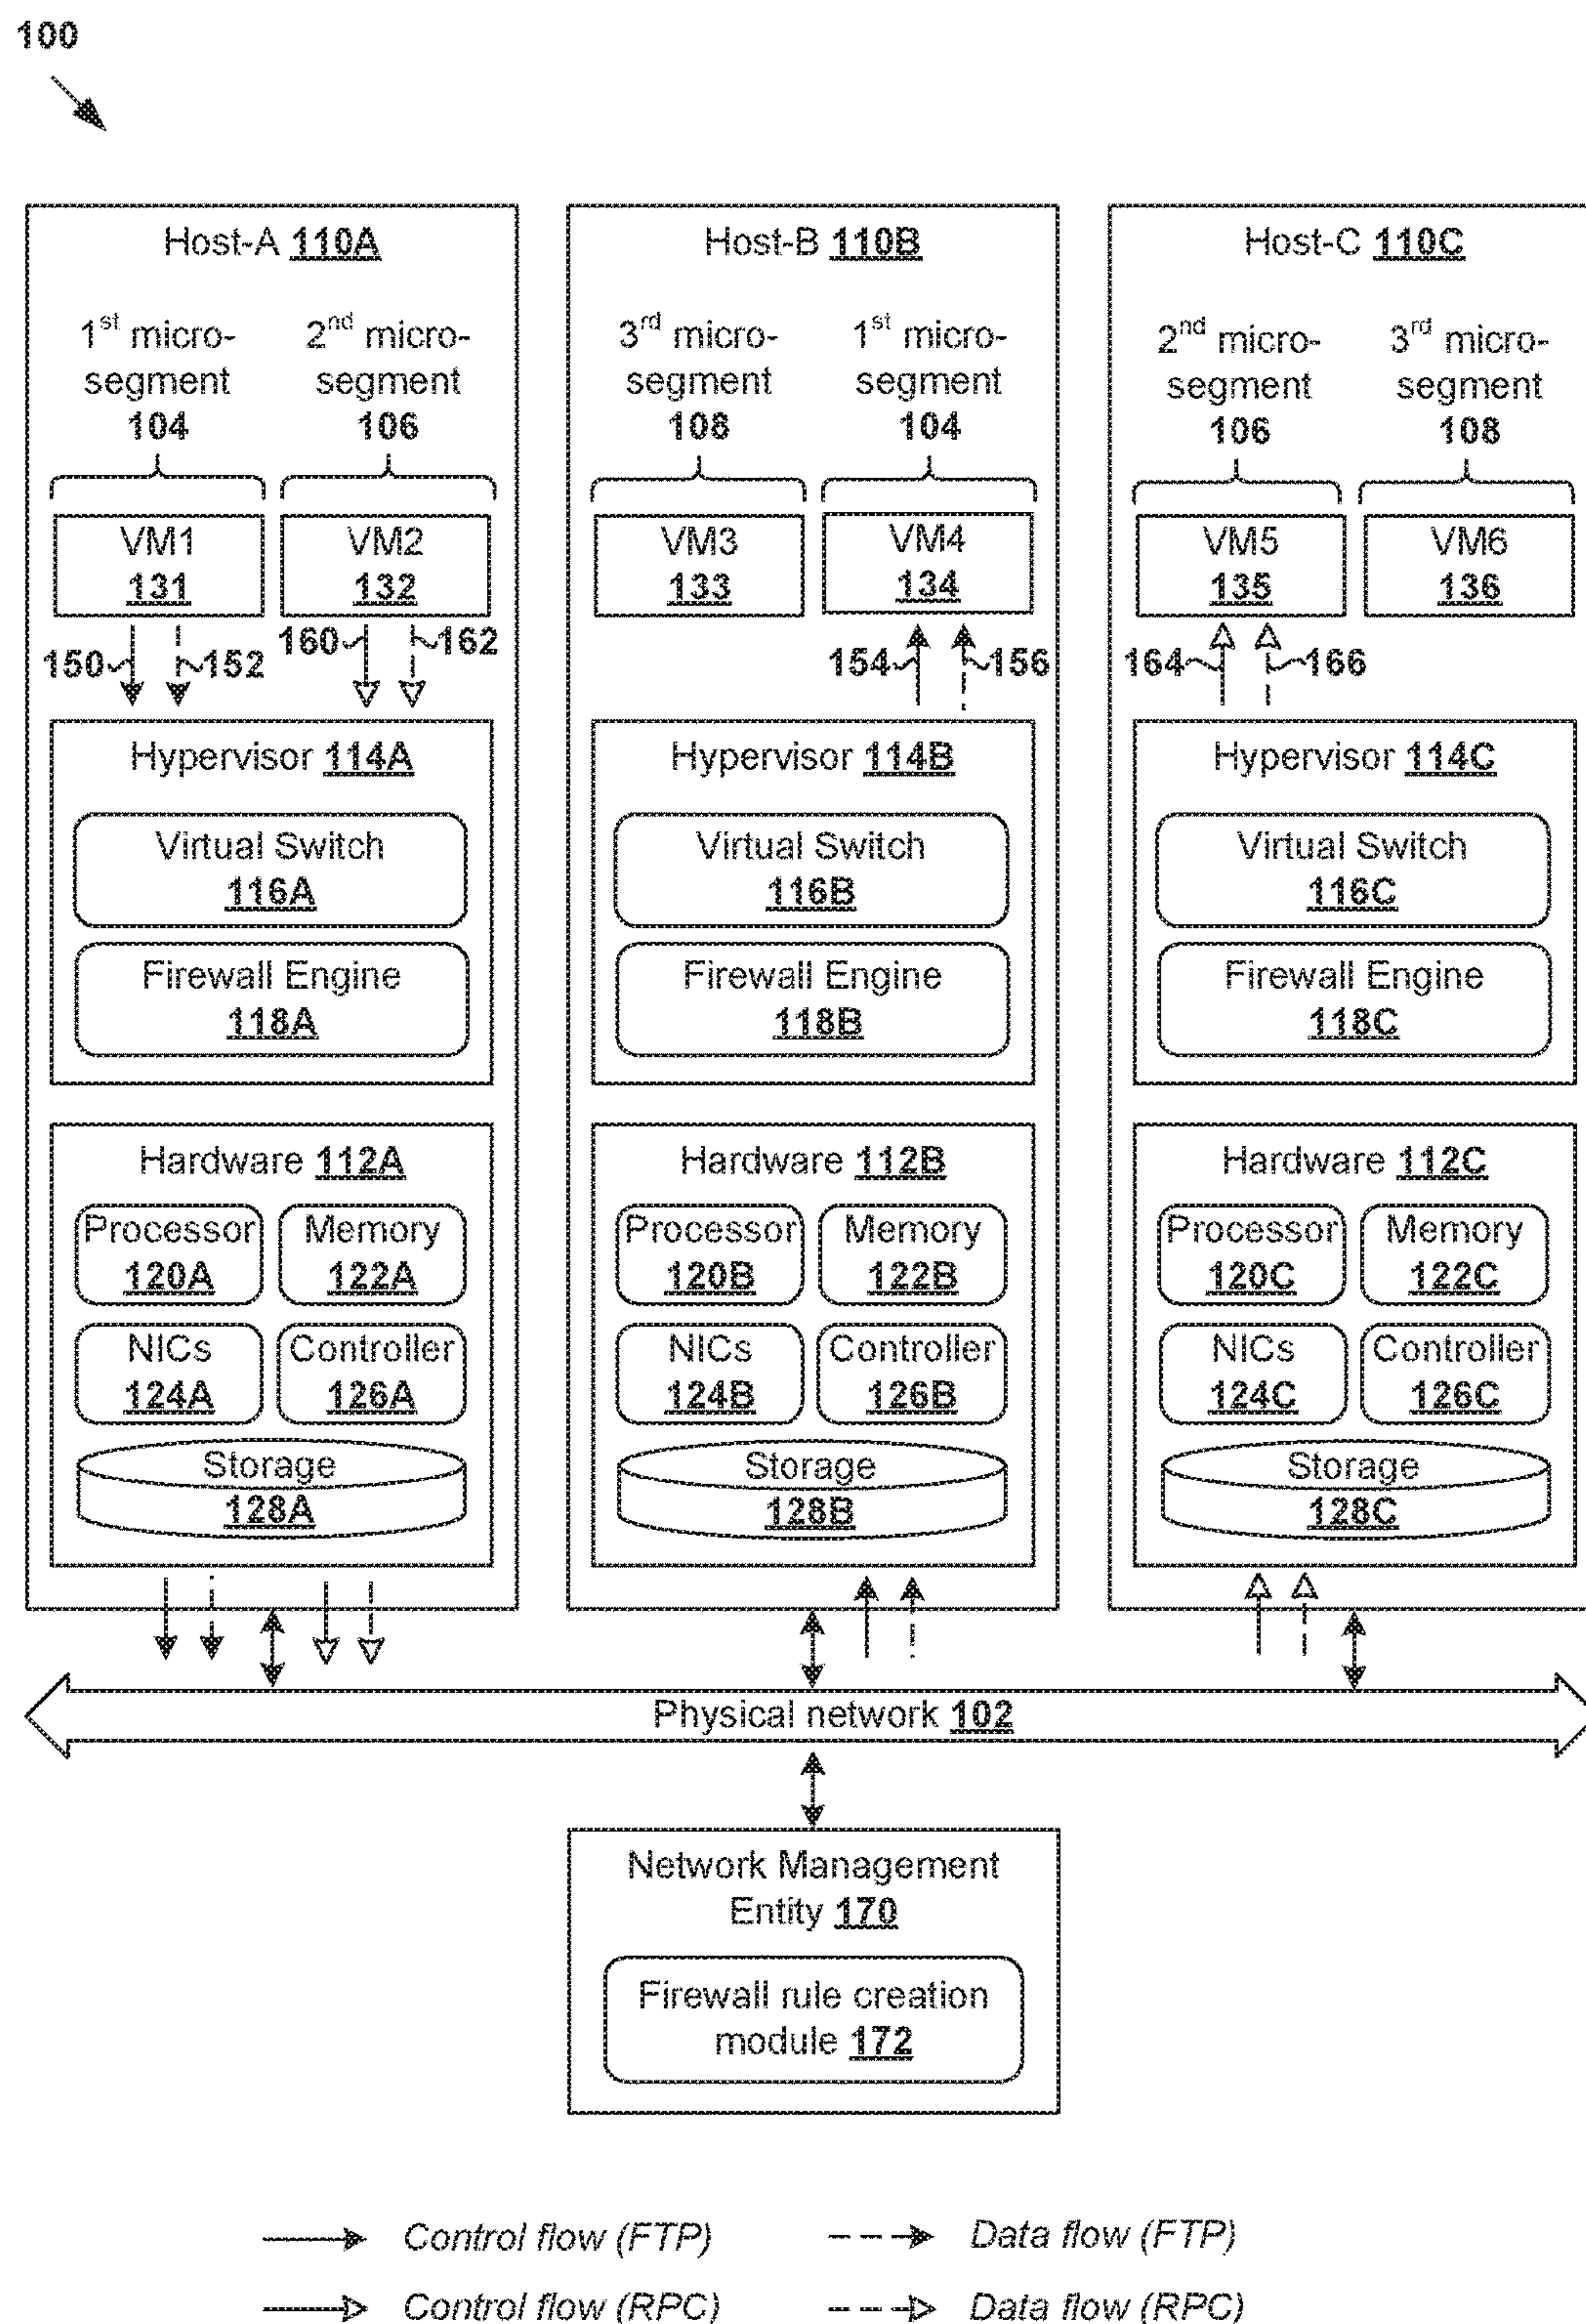 100
Host-A 110A
1st micro-
segment
104
2nd micro-
segment
106
VM1
131
VM2
132
150
152
160
162
Hypervisor 114A
Virtual Switch
116A
Firewall Engine
118A
Hardware 112A
Processor
120A
Memory
122A
NICs
124A
Controller
126A
Storage
128A
Host-B 110B
3rd micro-
segment
108
1st micro-
segment
104
VM3
133
VM4
134
154
156
Hypervisor 114B
Virtual Switch
116B
Firewall Engine
118B
Hardware 112B
Processor
120B
Memory
122B
NICs
124B
Controller
126B
Storage
128B
Host-C 110C
2nd micro-
segment
106
3rd micro-
segment
108
VM5
135
VM6
136
164
166
Hypervisor 114C
Virtual Switch
116C
Firewall Engine
118C
Hardware 112C
Processor
120C
Memory
122C
NICs
124C
Controller
126C
Storage
128C
Physical network 102
Network Management
Entity 170
Firewall rule creation
module 172
Control flow (FTP)
Data flow (FTP)
Control flow (RPC)
Data flow (RPC)